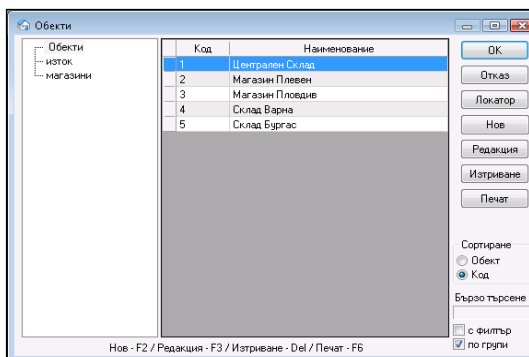 Обекти
Обекти
изток
магазини
Код Наименование
1 Централен Склад
2 Магазин Плевен
3 Магазин Пловдив
4 Склад Варна
5 Склад Бургас
OK
Отказ
Локатор
Нов
Редакция
Изтриване
Печат
Сортиране
Обект
Код
Бързо търсене
с филтър
по групи
Нов - F2 / Редакция - F3 / Изтриване - Del / Печат - F6